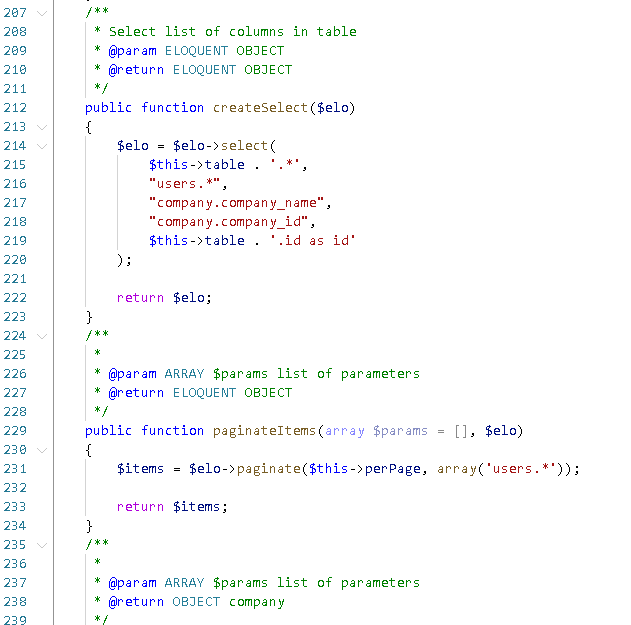 207 /**
208 * Select list of columns in table
209 * @param ELOQUENT OBJECT
210 * @return ELOQUENT OBJECT
211 */
212 public function createSelect($elo)
213 {
214 $elo = $elo->select(
215 $this->table . '.*',
216 "users.*",
217 "company.company_name",
218 "company.company_id",
219 $this->table . '.id as id'
220 );
221
222 return $elo;
223 }
224 /**
225 *
226 * @param ARRAY $params list of parameters
227 * @return ELOQUENT OBJECT
228 */
229 public function paginateItems(array $params = [], $elo)
230 {
231 $items = $elo->paginate($this->perPage, array('users.*'));
232
233 return $items;
234 }
235 /**
236 *
237 * @param ARRAY $params list of parameters
238 * @return OBJECT company
239 */